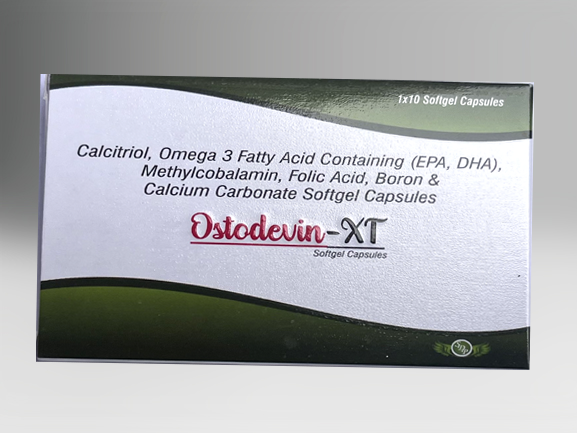 1x10 Softgel Capsules
Calcitriol, Omega 3 Fatty Acid Containing (EPA, DHA),
Methylcobalamin, Folic Acid, Boron &
Calcium Carbonate Softgel Capsules
Ostodevin-XT
Softgel Capsules